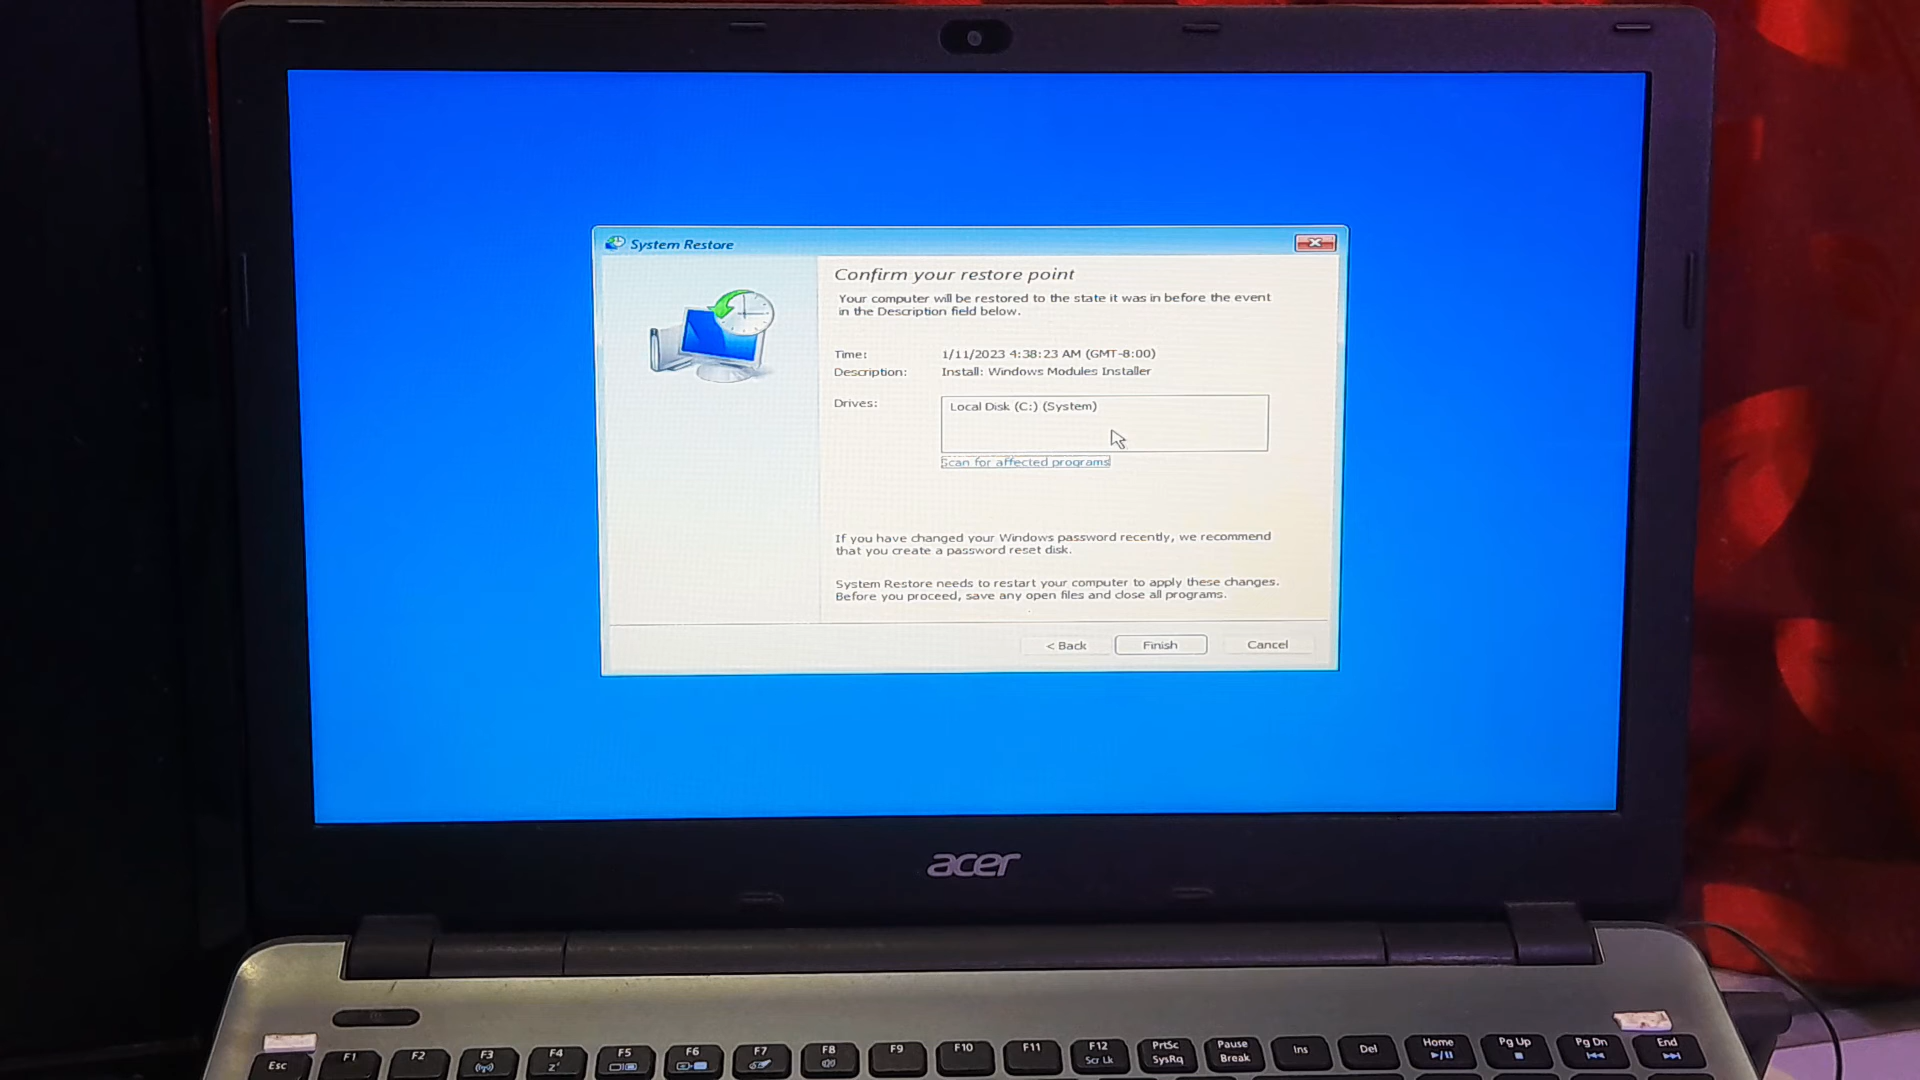 System Restore
Confirm your restore point
Your computer will be restored to the state it was in before the event
in the Description field below.
Time: 1/11/2023 4:38:23 AM (GMT-8:00)
Description: Install: Windows Modules Installer
Drives: Local Disk (C:) (System)
Scan for affected programs
If you have changed your Windows password recently, we recommend
that you create a password reset disk.
System Restore needs to restart your computer to apply these changes.
Before you proceed, save any open files and close all programs.
< Back Finish Cancel
acer
Esc F1 F2 F3 F4 F5 F6 F7 F8 F9 F10 F11 F12 PrtSc Pause Ins Del Home Pg Up Pg Dn End
zᶻ Scr Lk SysRq Break